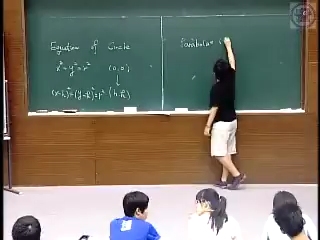 Equation of Circle
x² + y² = r² (0,0)
(x-h)² + (y-k)² = r² (h,k)
Parabolas